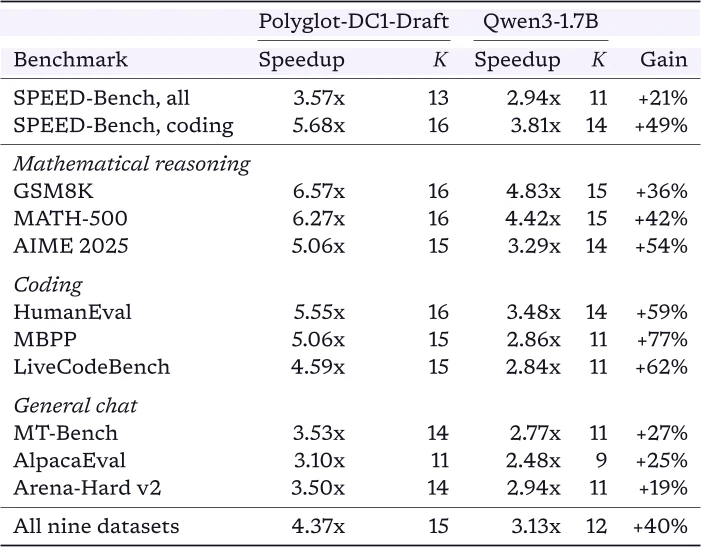 Polyglot-DC1-Draft Qwen3-1.7B
Benchmark Speedup K Speedup K Gain
SPEED-Bench, all 3.57x 13 2.94x 11 +21%
SPEED-Bench, coding 5.68x 16 3.81x 14 +49%
Mathematical reasoning
GSM8K 6.57x 16 4.83x 15 +36%
MATH-500 6.27x 16 4.42x 15 +42%
AIME 2025 5.06x 15 3.29x 14 +54%
Coding
HumanEval 5.55x 16 3.48x 14 +59%
MBPP 5.06x 15 2.86x 11 +77%
LiveCodeBench 4.59x 15 2.84x 11 +62%
General chat
MT-Bench 3.53x 14 2.77x 11 +27%
AlpacaEval 3.10x 11 2.48x 9 +25%
Arena-Hard v2 3.50x 14 2.94x 11 +19%
All nine datasets 4.37x 15 3.13x 12 +40%